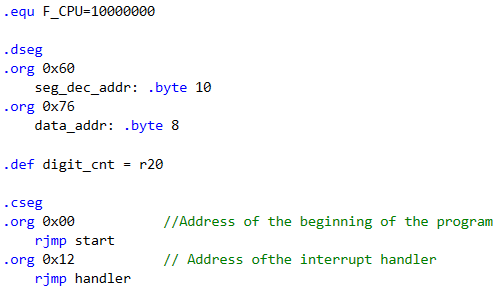 .equ F_CPU=10000000
.dseg
.org 0x60
seg_dec_addr: .byte 10
.org 0x76
data_addr: .byte 8
.def digit_cnt = r20
.cseg
.org 0x00 //Address of the beginning of the program
rjmp start
.org 0x12 // Address ofthe interrupt handler
rjmp handler